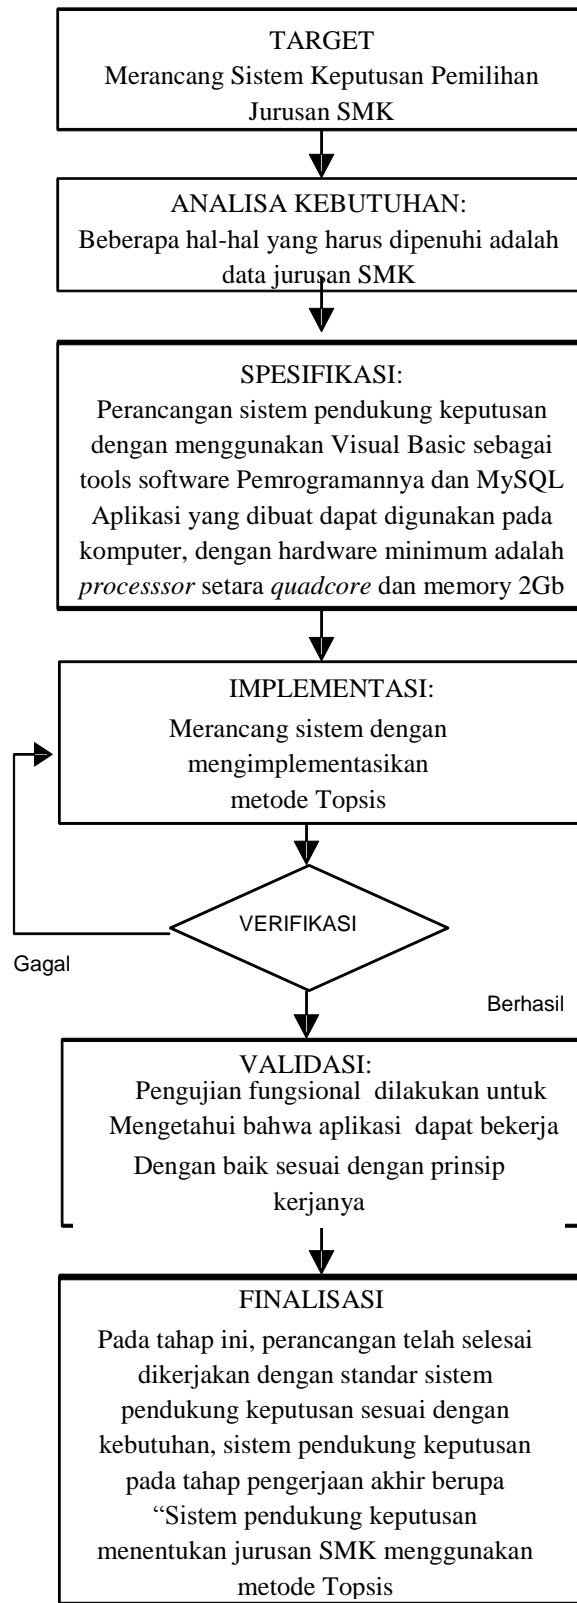 TARGET
Merancang Sistem Keputusan Pemilihan
Jurusan SMK
ANALISA KEBUTUHAN:
Beberapa hal-hal yang harus dipenuhi adalah
data jurusan SMK
SPESIFIKASI:
Perancangan sistem pendukung keputusan
dengan menggunakan Visual Basic sebagai
tools software Pemrogramannya dan MySQL
Aplikasi yang dibuat dapat digunakan pada
komputer, dengan hardware minimum adalah
processsor setara quadcore dan memory 2Gb
IMPLEMENTASI:
Merancang sistem dengan
mengimplementasikan
metode Topsis
VERIFIKASI
Gagal
Berhasil
VALIDASI:
Pengujian fungsional dilakukan untuk
Mengetahui bahwa aplikasi dapat bekerja
Dengan baik sesuai dengan prinsip
kerjanya
FINALISASI
Pada tahap ini, perancangan telah selesai
dikerjakan dengan standar sistem
pendukung keputusan sesuai dengan
kebutuhan, sistem pendukung keputusan
pada tahap pengerjaan akhir berupa
“Sistem pendukung keputusan
menentukan jurusan SMK menggunakan
metode Topsis